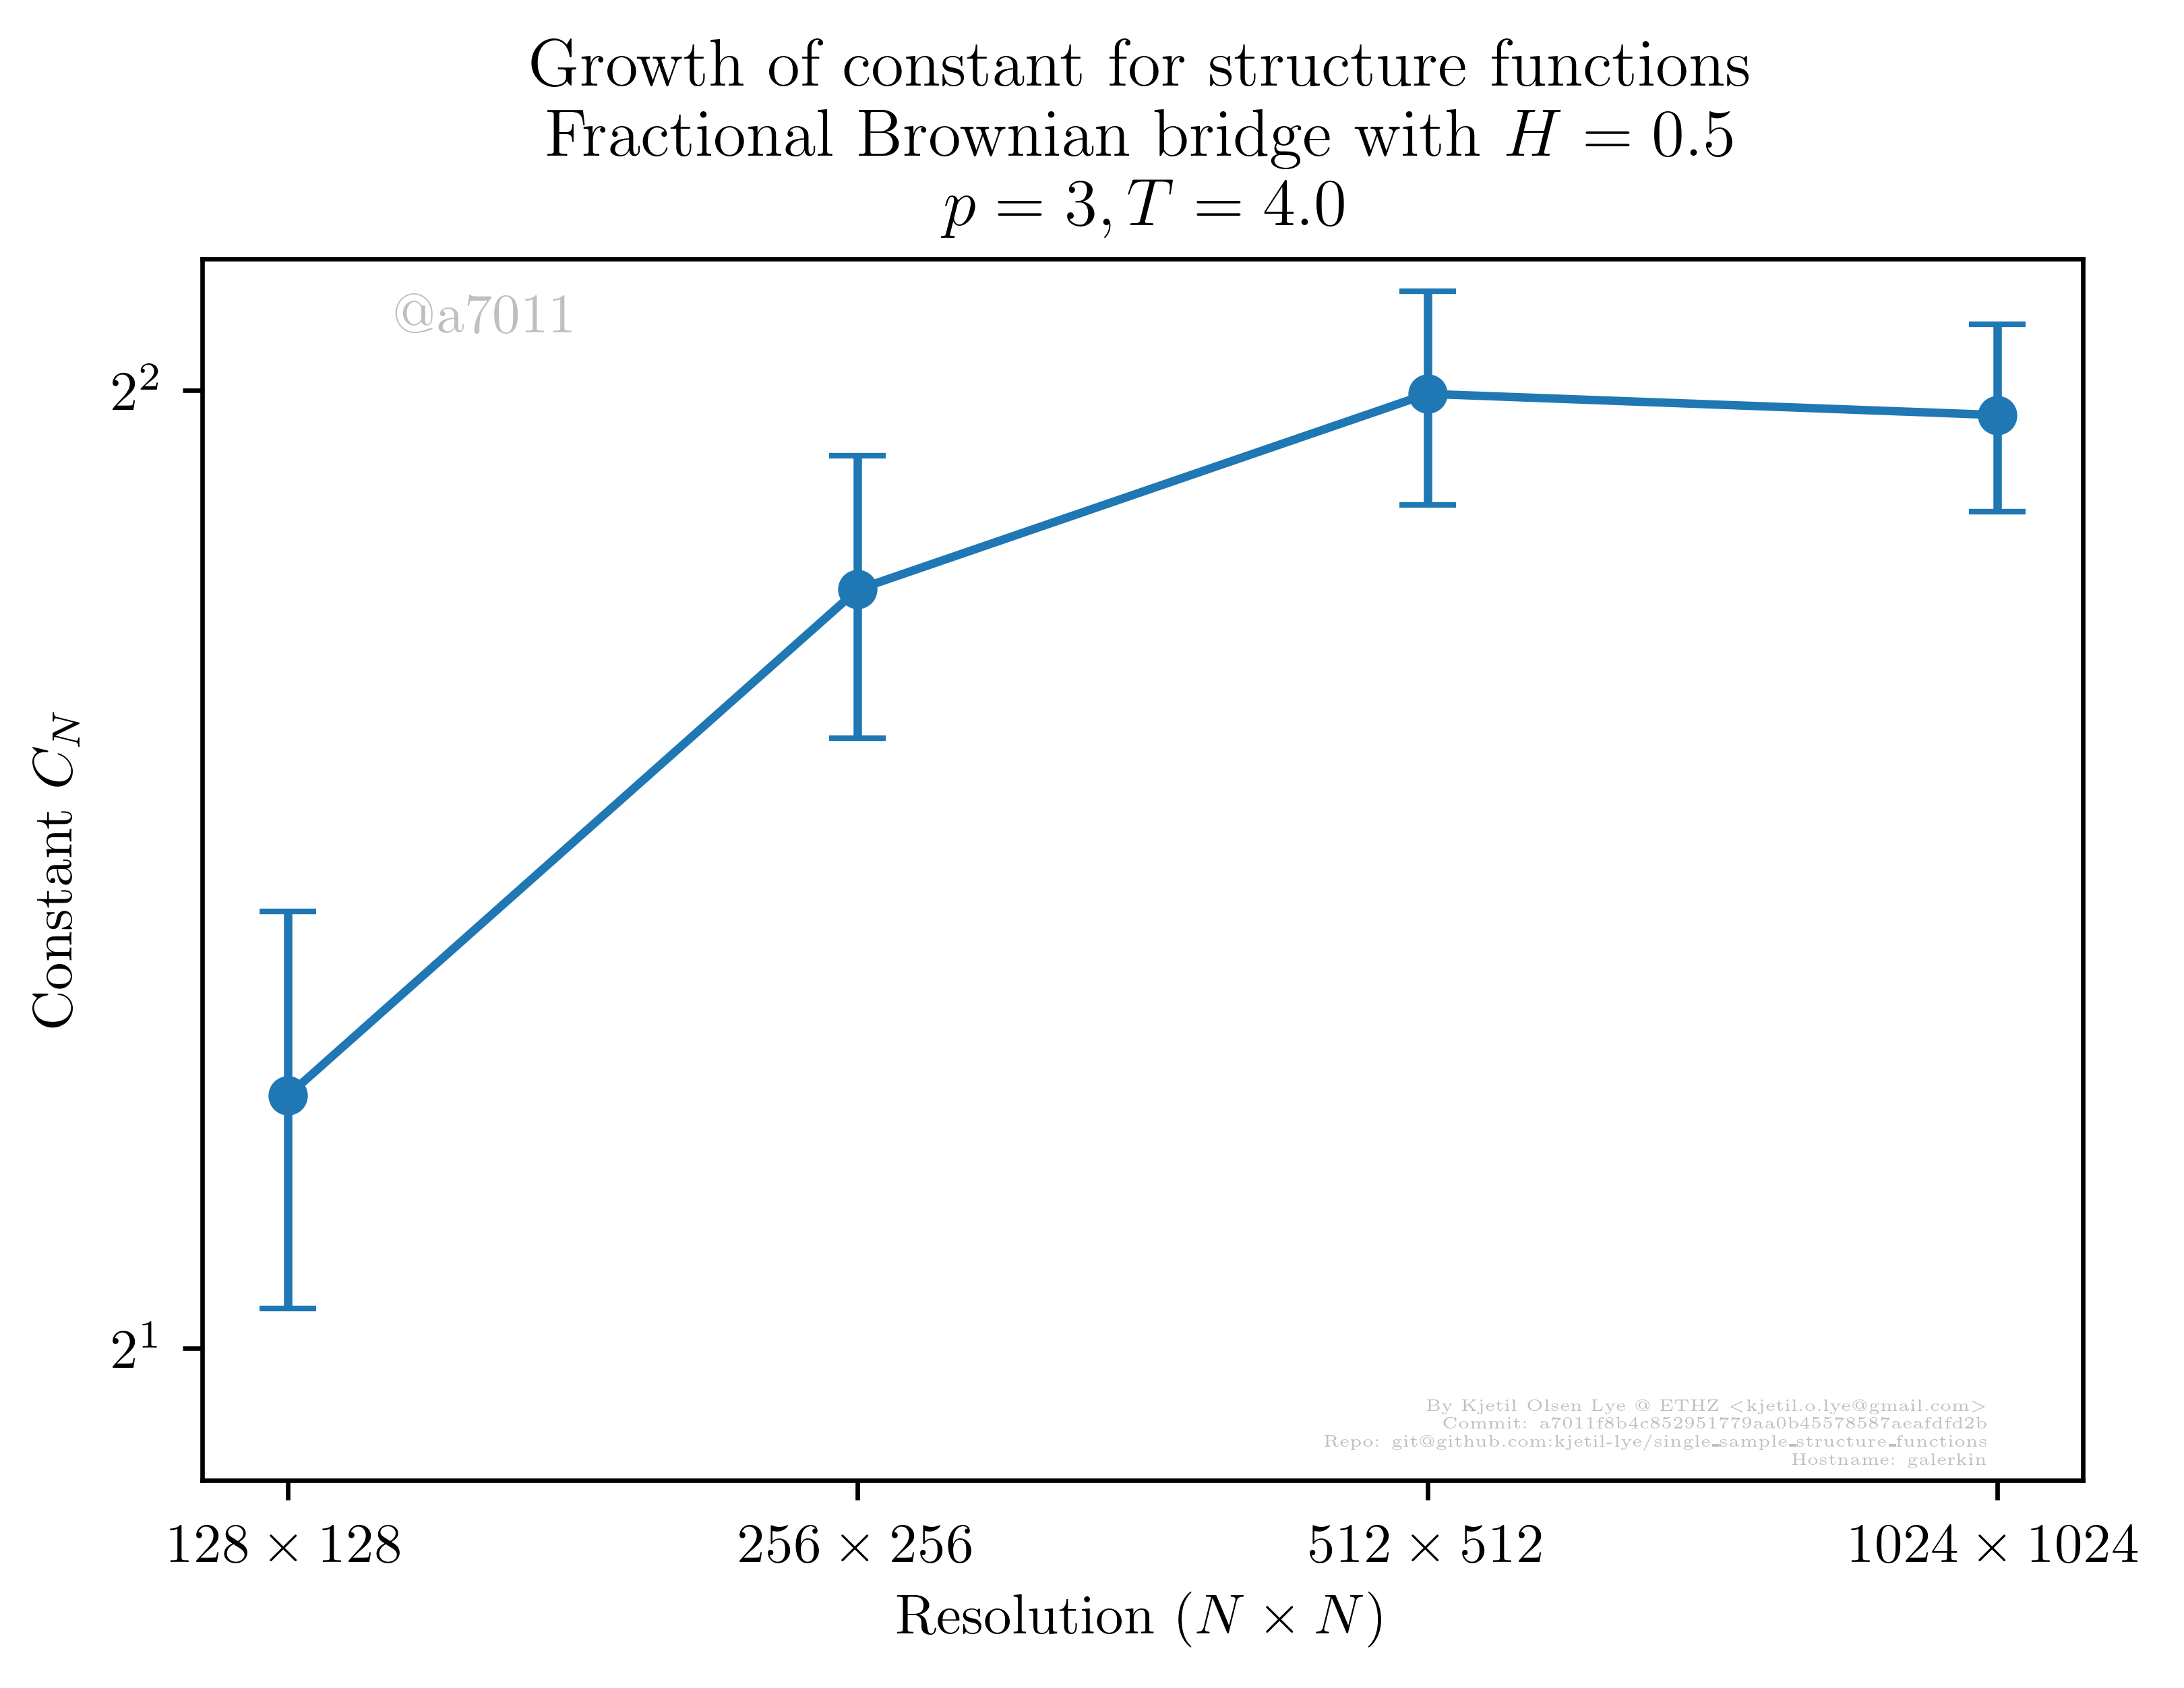 Growth of constant for structure functions
Fractional Brownian bridge with H = 0.5
p = 3, T = 4.0
@a7011
2²
Constant C_N
2¹
By Kjetil Olsen Lye @ ETHZ <kjetil.o.lye@gmail.com>
Commit: a7011f8b4c852951779aa0b45578587aeafdfd2b
Repo: git@github.com:kjetil-lye/single_sample_structure_functions
Hostname: galerkin
128 × 128 256 × 256 512 × 512 1024 × 1024
Resolution (N × N)